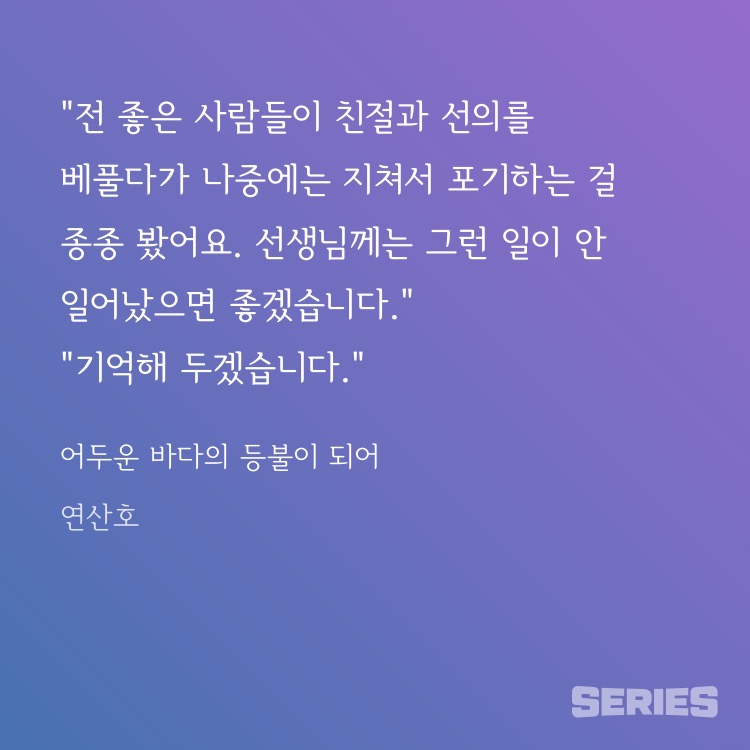 "전 좋은 사람들이 친절과 선의를
베풀다가 나중에는 지쳐서 포기하는 걸
종종 봤어요. 선생님께는 그런 일이 안
일어났으면 좋겠습니다."
"기억해 두겠습니다."
어두운 바다의 등불이 되어
연산호
SERIES